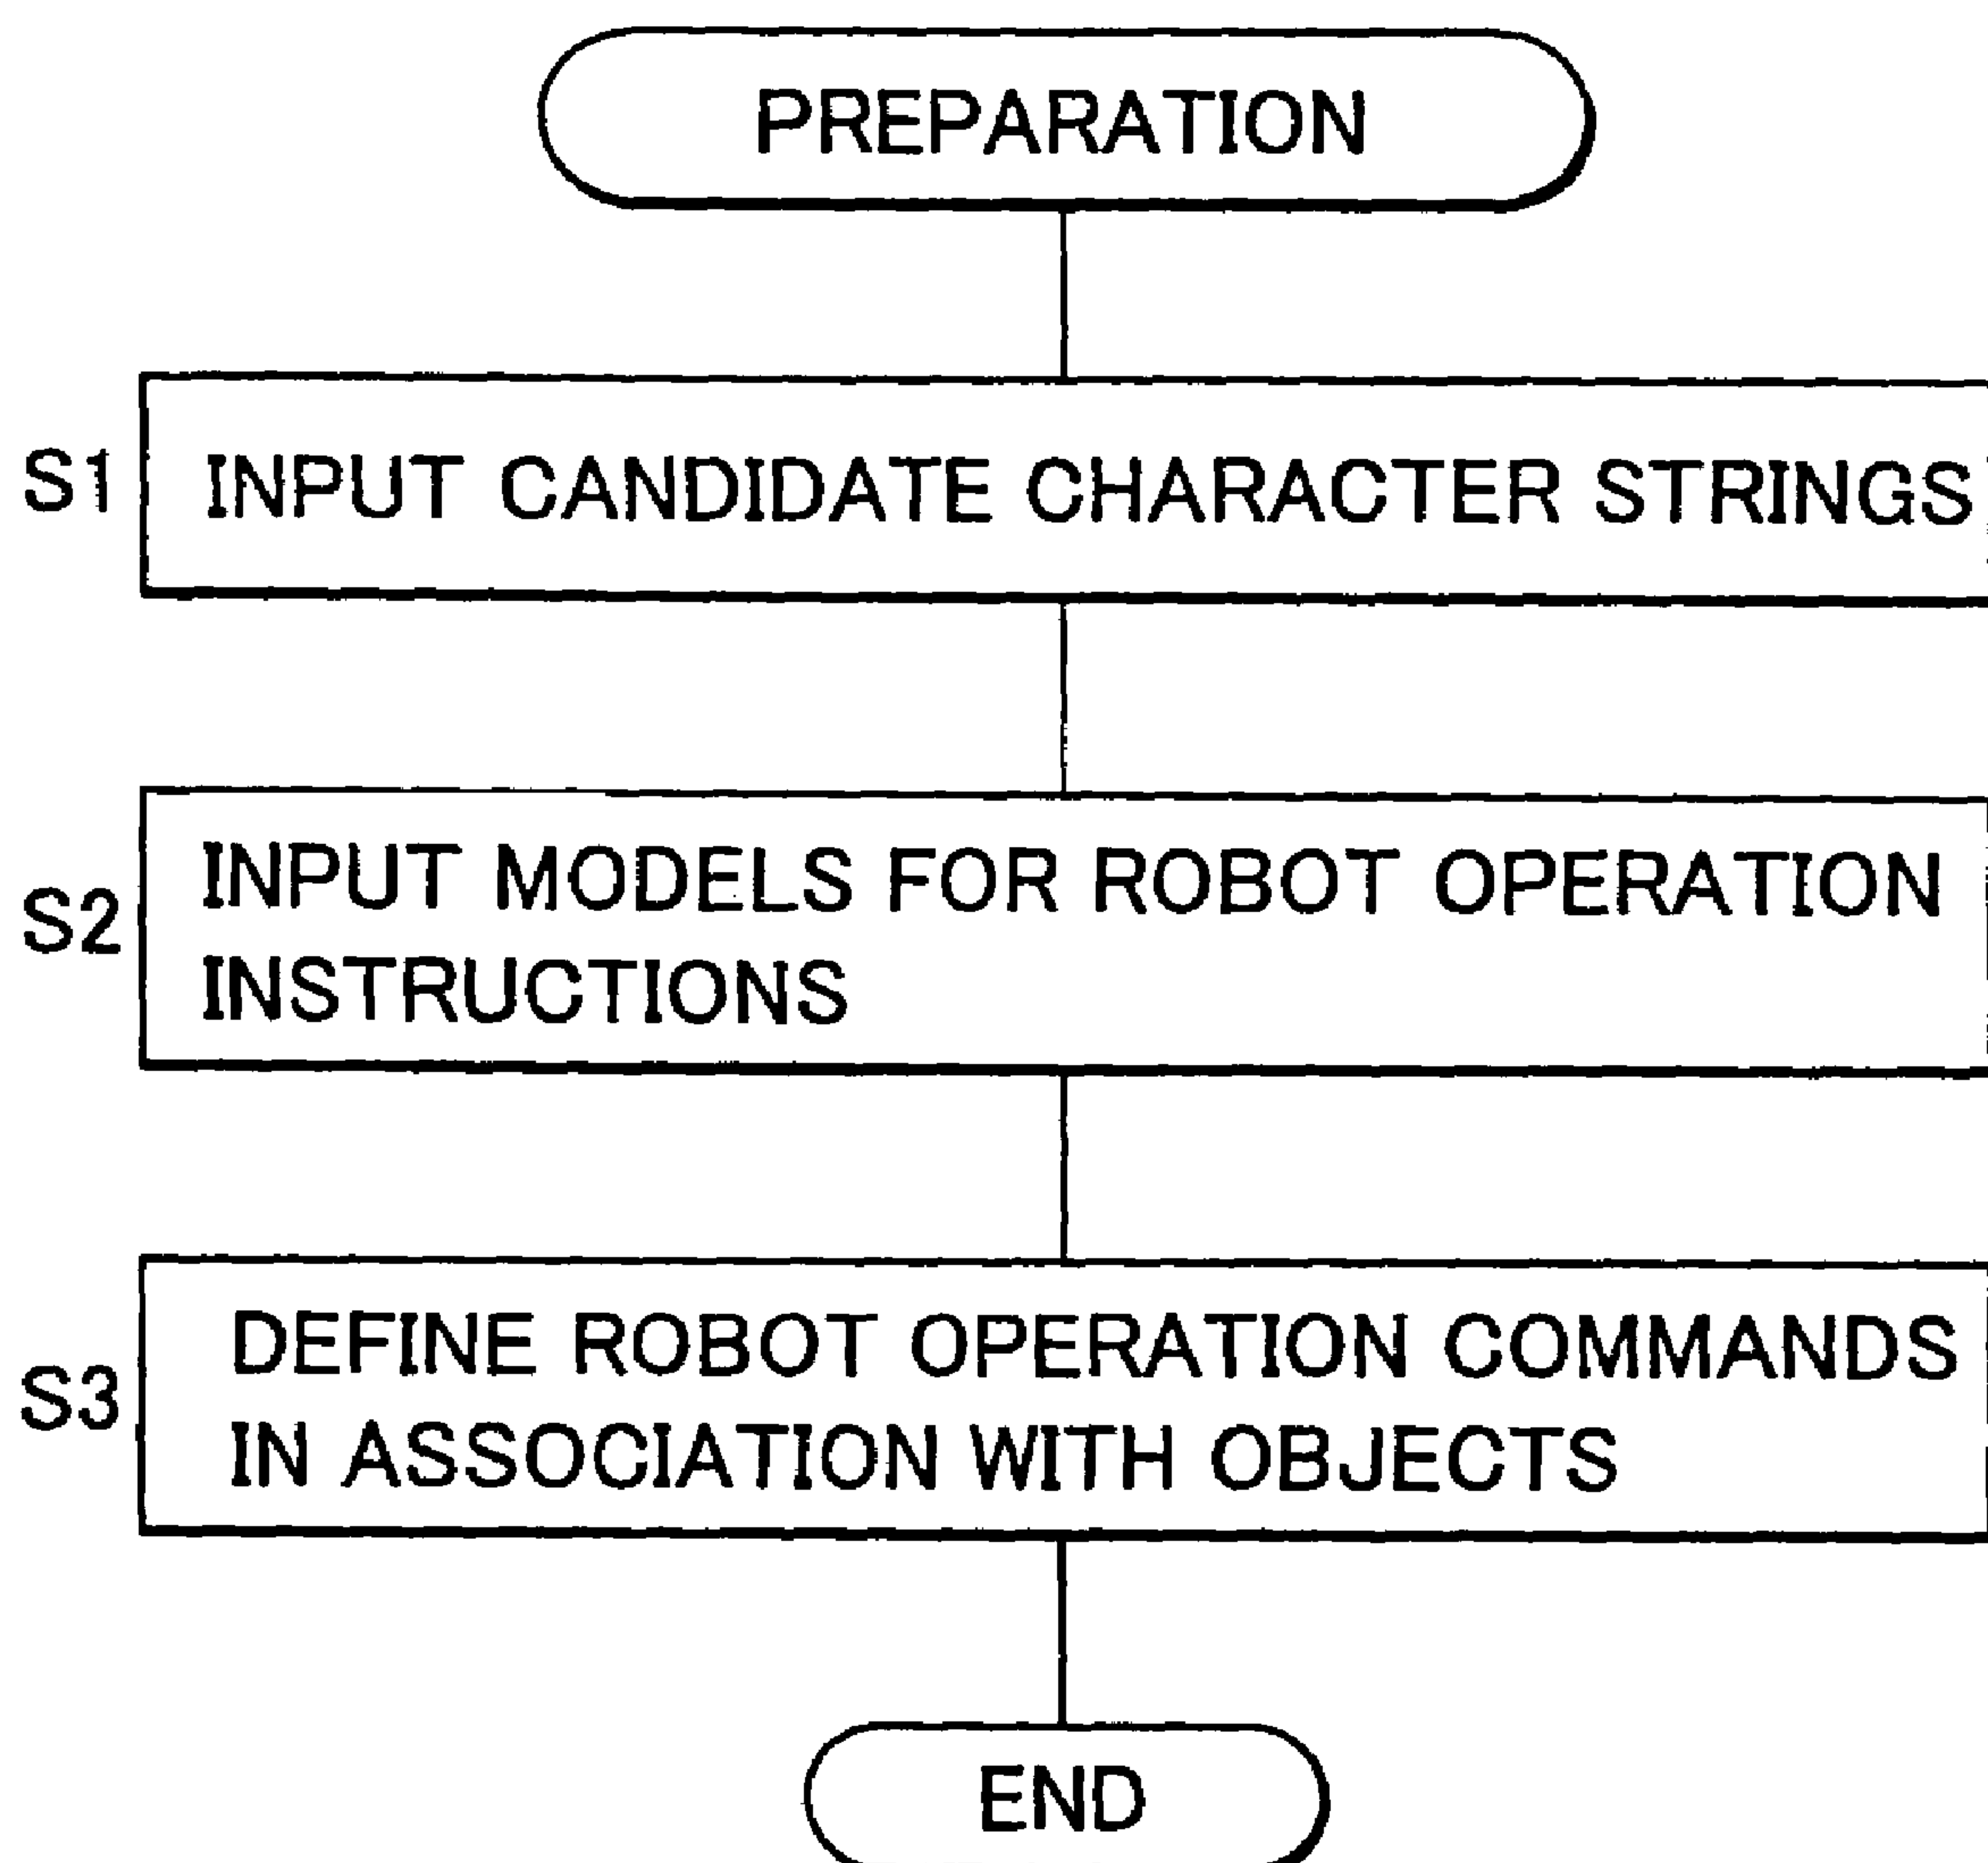 PREPARATION
S1 INPUT CANDIDATE CHARACTER STRINGS
S2 INPUT MODELS FOR ROBOT OPERATION
INSTRUCTIONS
S3 DEFINE ROBOT OPERATION COMMANDS
IN ASSOCIATION WITH OBJECTS
END